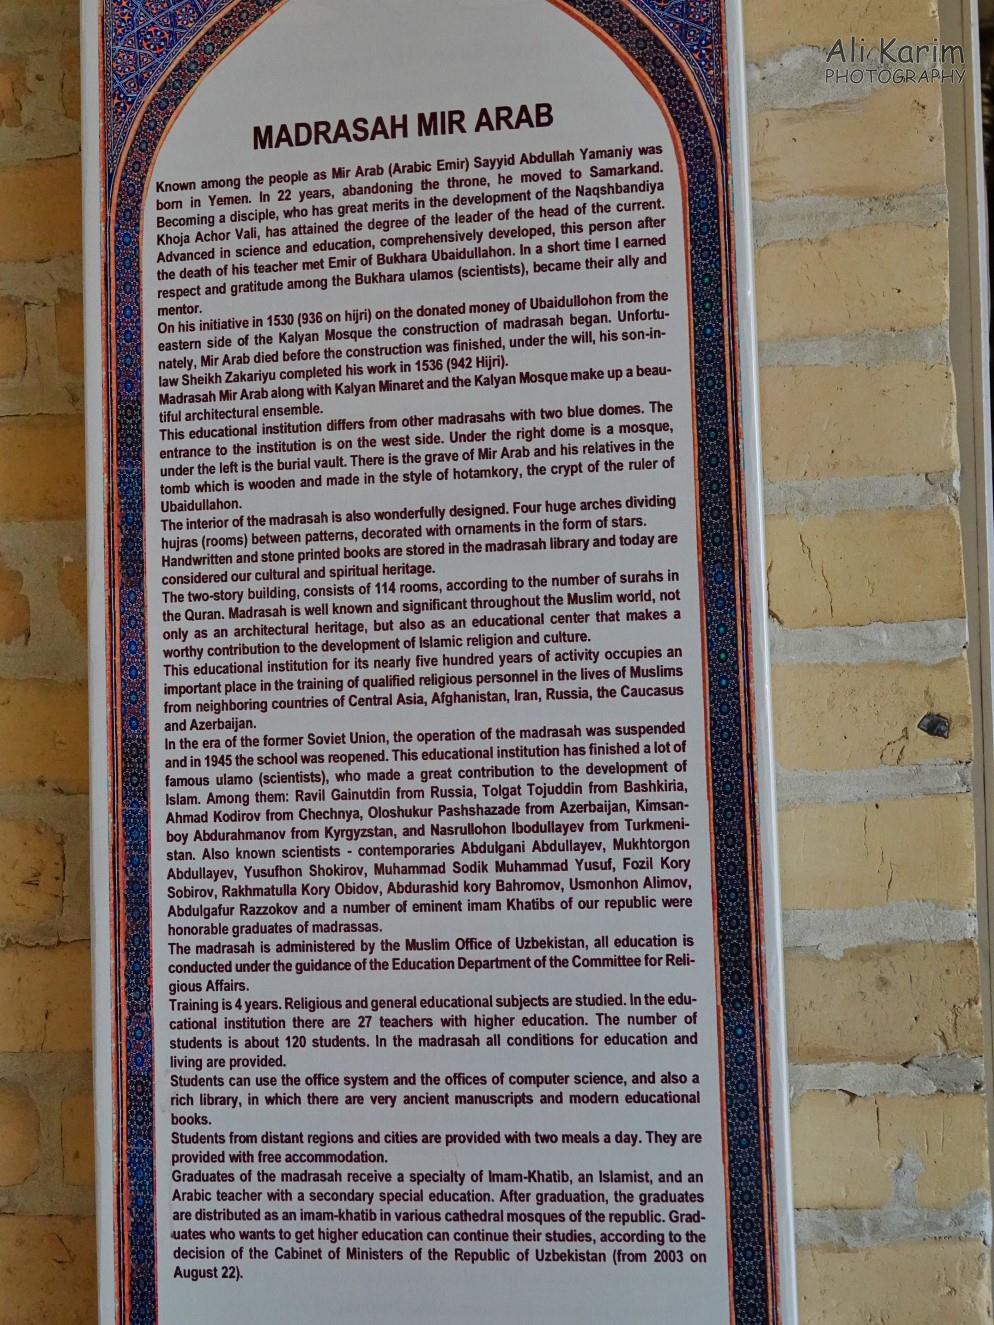 Ali Karim
PHOTOGRAPHY
MADRASAH MIR ARAB
Known among the people as Mir Arab (Arabic Emir) Sayyid Abdullah Yamaniy was
born in Yemen. In 22 years, abandoning the throne, he moved to Samarkand.
Becoming a disciple, who has great merits in the development of the Naqshbandiya
Khoja Achor Vali, has attained the degree of the leader of the head of the current.
Advanced in science and education, comprehensively developed, this person after
the death of his teacher met Emir of Bukhara Ubaidullahon. In a short time I earned
respect and gratitude among the Bukhara ulamos (scientists), became their ally and
mentor.
On his initiative in 1530 (936 on hijri) on the donated money of Ubaidullohon from the
eastern side of the Kalyan Mosque the construction of madrasah began. Unfortu-
nately, Mir Arab died before the construction was finished, under the will, his son-in-
law Sheikh Zakariyu completed his work in 1536 (942 Hijri).
Madrasah Mir Arab along with Kalyan Minaret and the Kalyan Mosque make up a beau-
tiful architectural ensemble.
This educational institution differs from other madrasahs with two blue domes. The
entrance to the institution is on the west side. Under the right dome is a mosque,
under the left is the burial vault. There is the grave of Mir Arab and his relatives in the
tomb which is wooden and made in the style of hotamkory, the crypt of the ruler of
Ubaidullahon.
The interior of the madrasah is also wonderfully designed. Four huge arches dividing
hujras (rooms) between patterns, decorated with ornaments in the form of stars.
Handwritten and stone printed books are stored in the madrasah library and today are
considered our cultural and spiritual heritage.
The two-story building, consists of 114 rooms, according to the number of surahs in
the Quran. Madrasah is well known and significant throughout the Muslim world, not
only as an architectural heritage, but also as an educational center that makes a
worthy contribution to the development of Islamic religion and culture.
This educational institution for its nearly five hundred years of activity occupies an
important place in the training of qualified religious personnel in the lives of Muslims
from neighboring countries of Central Asia, Afghanistan, Iran, Russia, the Caucasus
and Azerbaijan.
In the era of the former Soviet Union, the operation of the madrasah was suspended
and in 1945 the school was reopened. This educational institution has finished a lot of
famous ulamo (scientists), who made a great contribution to the development of
Islam. Among them: Ravil Gainutdin from Russia, Tolgat Tojuddin from Bashkiria,
Ahmad Kodirov from Chechnya, Oloshukur Pashshazade from Azerbaijan, Kimsan-
boy Abdurahmanov from Kyrgyzstan, and Nasrullohon Ibodullayev from Turkmeni-
stan. Also known scientists - contemporaries Abdulgani Abdullayev, Mukhtorgon
Abdullayev, Yusufhon Shokirov, Muhammad Sodik Muhammad Yusuf, Fozil Kory
Sobirov, Rakhmatulla Kory Obidov, Abdurashid kory Bahromov, Usmonhon Alimov,
Abdulgafur Razzokov and a number of eminent imam Khatibs of our republic were
honorable graduates of madrassas.
The madrasah is administered by the Muslim Office of Uzbekistan, all education is
conducted under the guidance of the Education Department of the Committee for Reli-
gious Affairs.
Training is 4 years. Religious and general educational subjects are studied. In the edu-
cational institution there are 27 teachers with higher education. The number of
students is about 120 students. In the madrasah all conditions for education and
living are provided.
Students can use the office system and the offices of computer science, and also a
rich library, in which there are very ancient manuscripts and modern educational
books.
Students from distant regions and cities are provided with two meals a day. They are
provided with free accommodation.
Graduates of the madrasah receive a specialty of Imam-Khatib, an Islamist, and an
Arabic teacher with a secondary special education. After graduation, the graduates
are distributed as an imam-khatib in various cathedral mosques of the republic. Grad-
uates who wants to get higher education can continue their studies, according to the
decision of the Cabinet of Ministers of the Republic of Uzbekistan (from 2003 on
August 22).